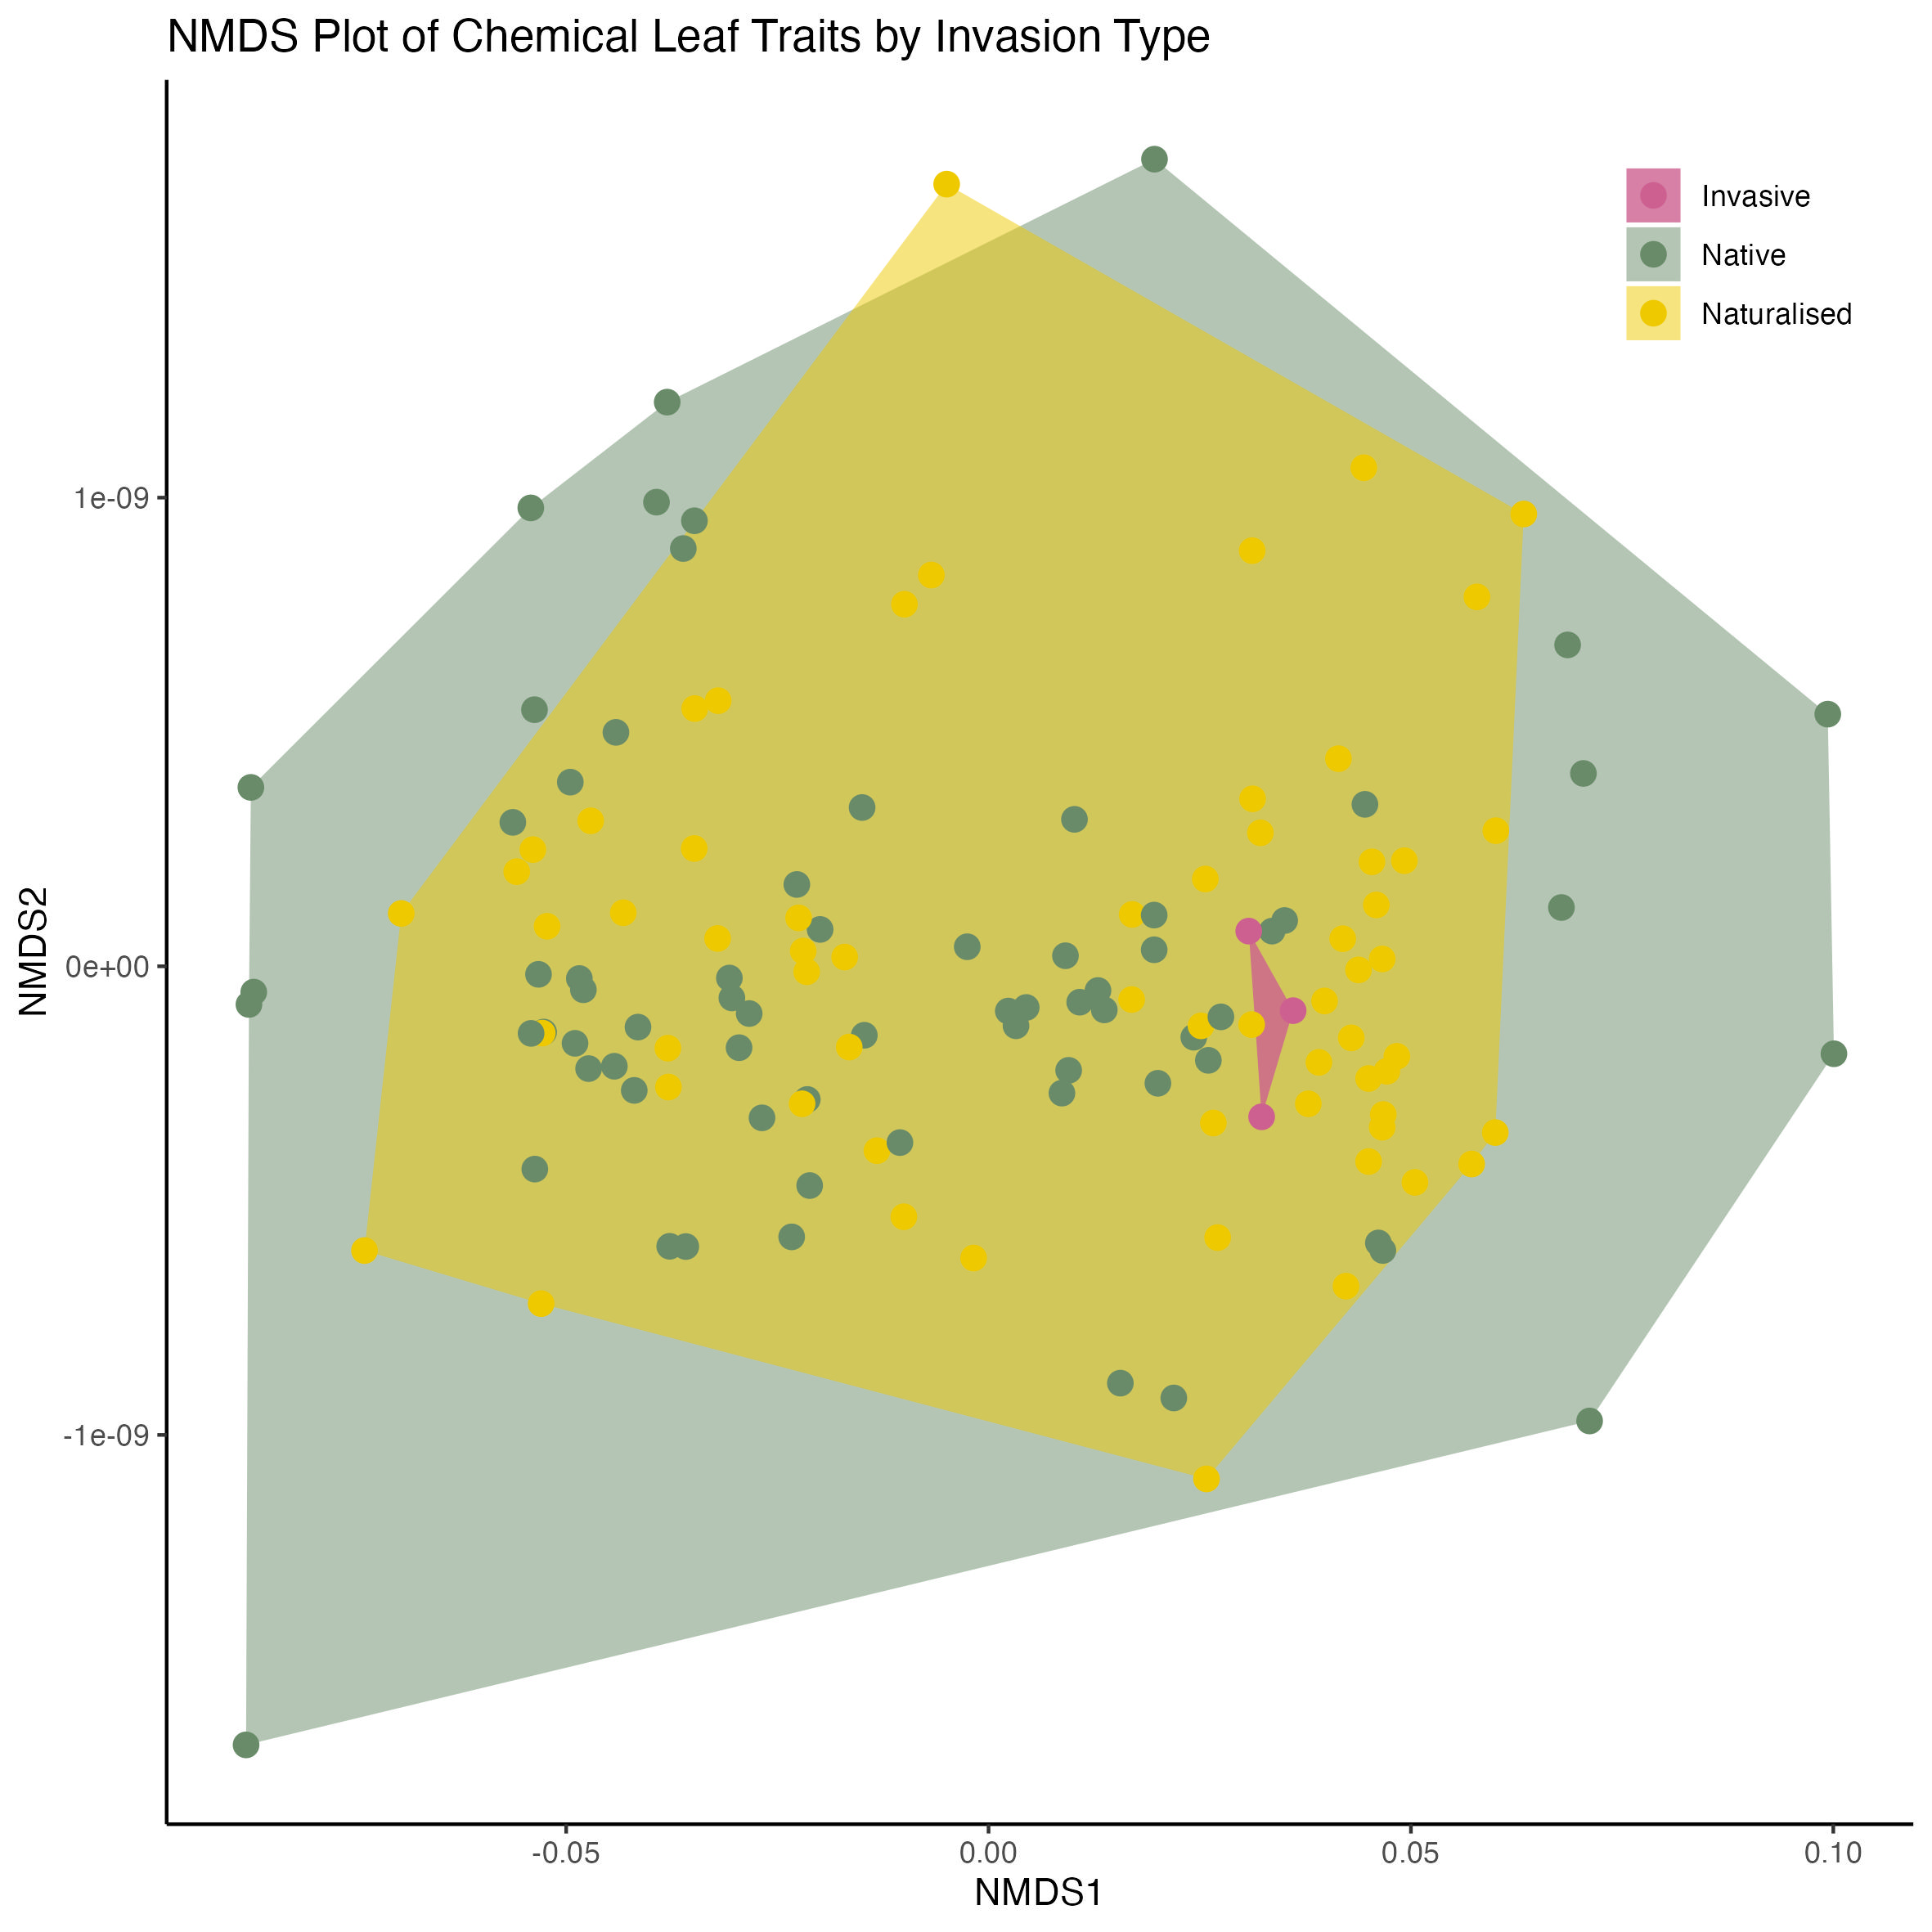 NMDS Plot of Chemical Leaf Traits by Invasion Type
Invasive
Native
Naturalised
1e-09
0e+00
-1e-09
NMDS2
-0.05
0.00
0.05
0.10
NMDS1